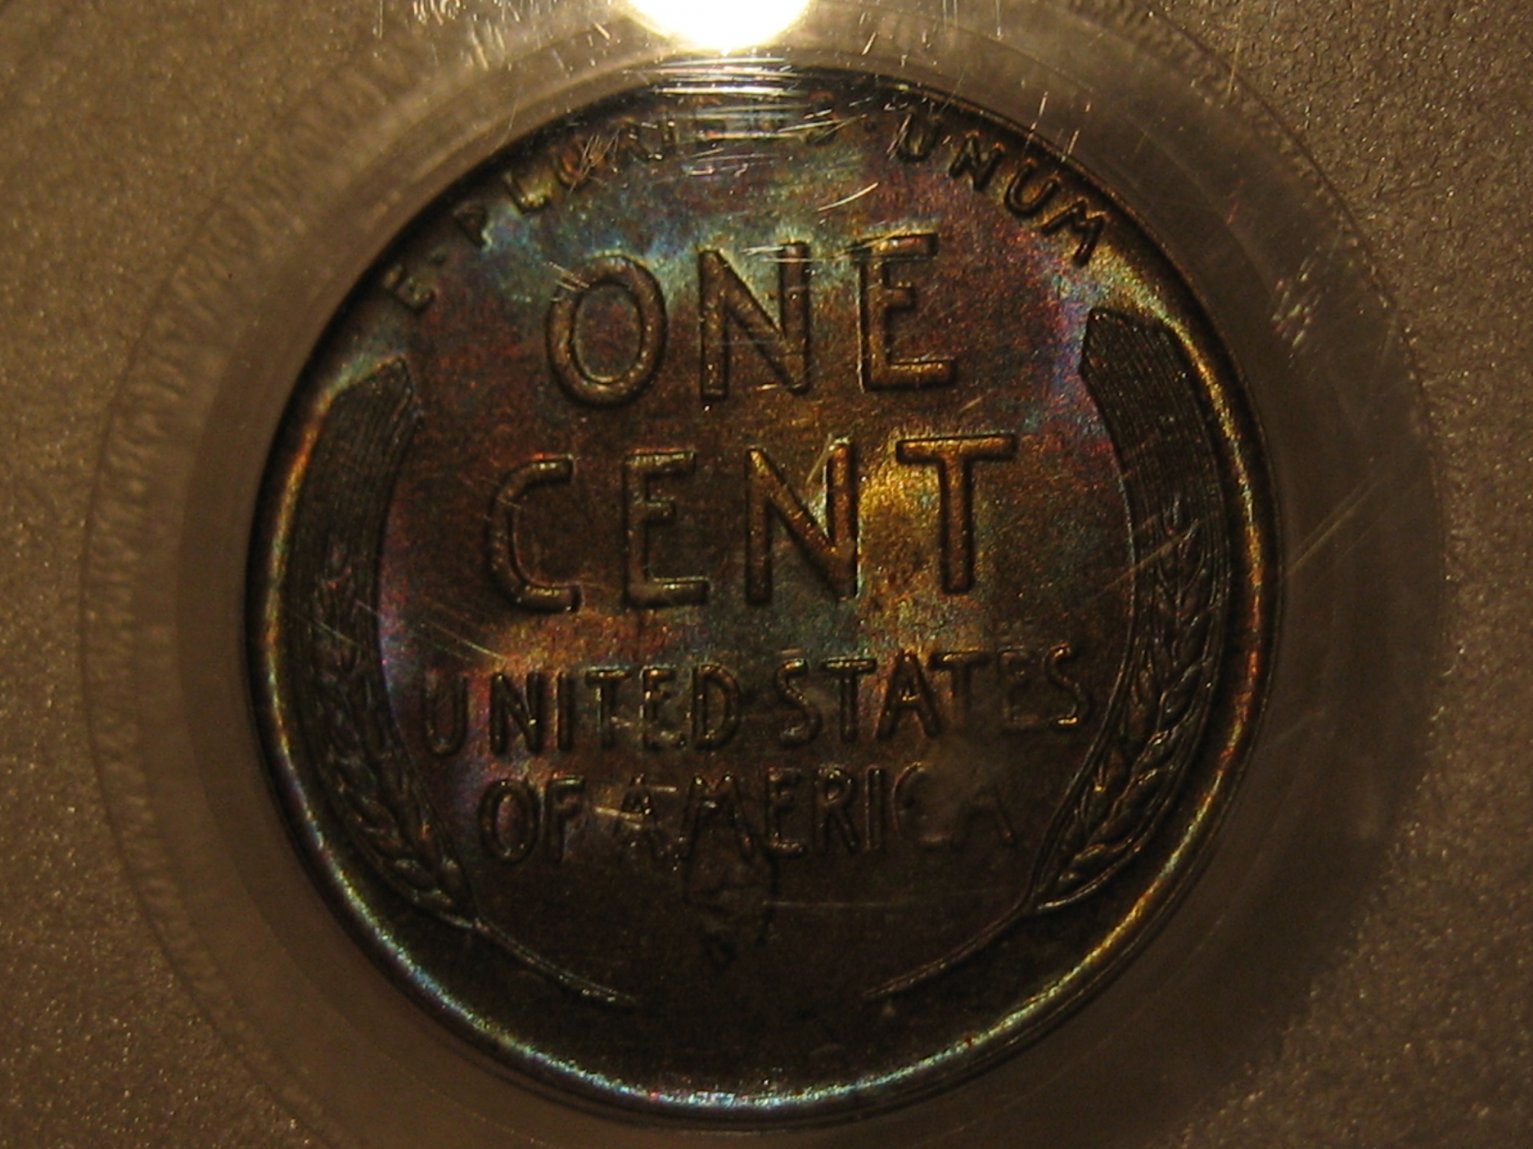 E·PLURIBUS·UNUM
ONE
CENT
UNITED STATES
OF AMERICA